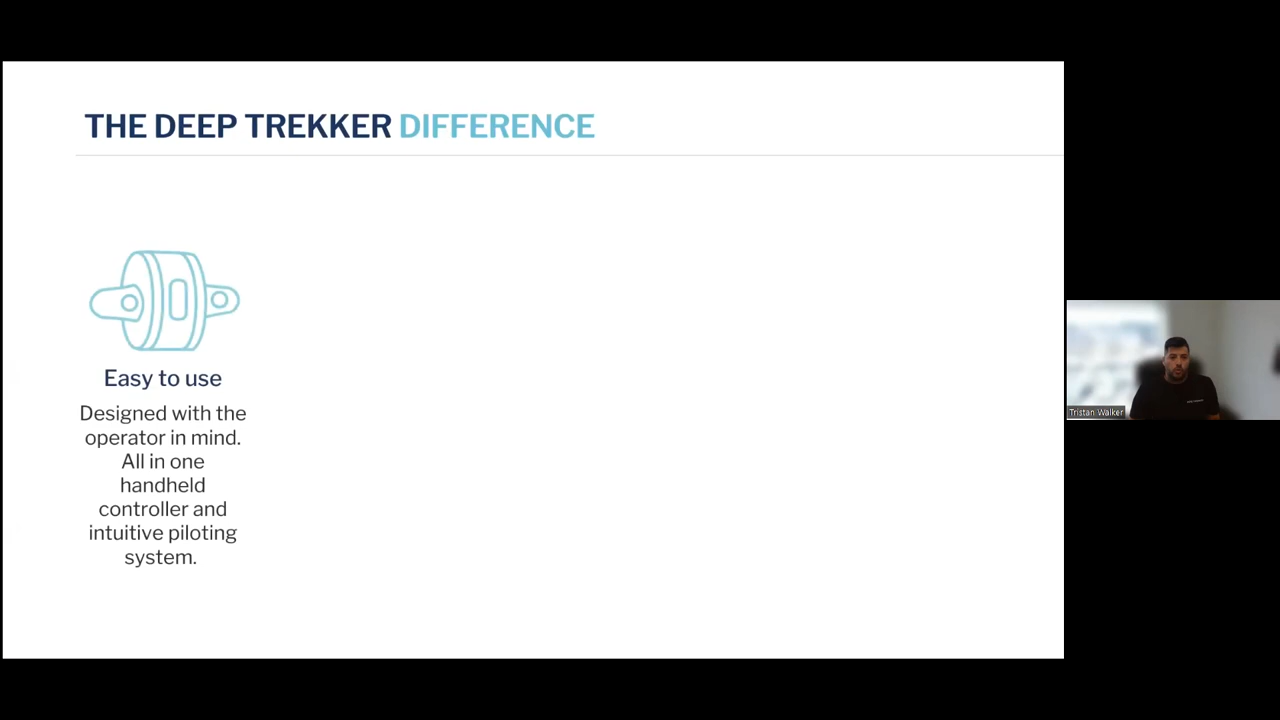 THE DEEP TREKKER DIFFERENCE
Easy to use
Designed with the
operator in mind.
All in one
handheld
controller and
intuitive piloting
system.
Tristan Walker